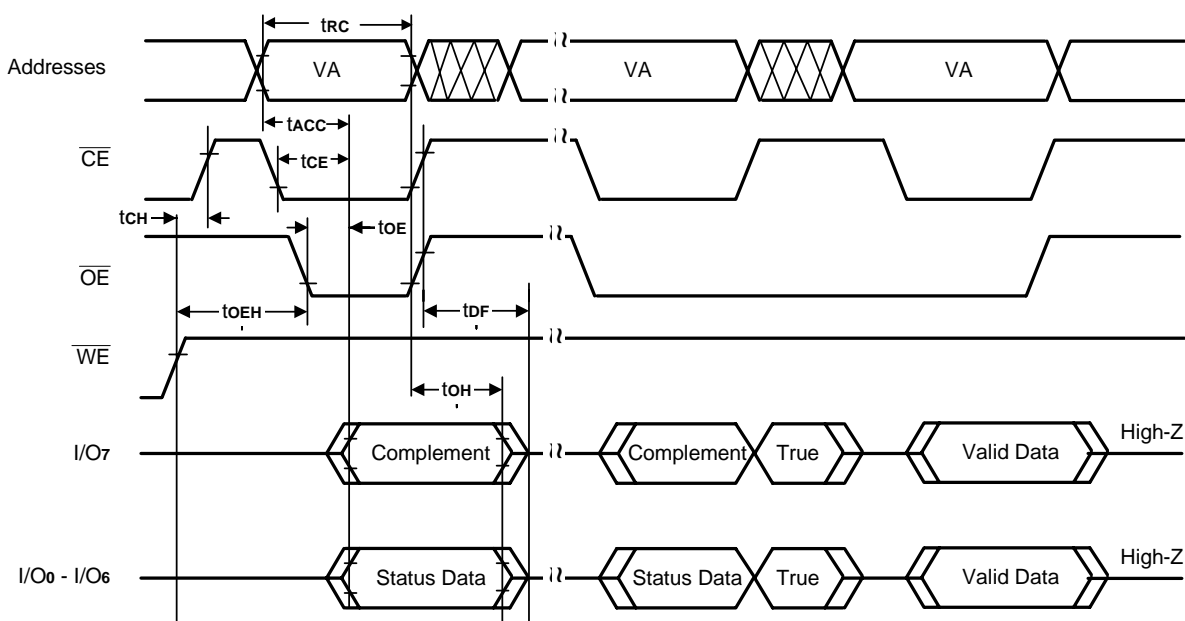 tRC
Addresses VA VA VA
tACC
CE tCE
tCH tOE
OE
tOEH tDF
WE
tOH
I/O7 Complement Complement True Valid Data High-Z
I/O0 - I/O6 Status Data Status Data True Valid Data High-Z